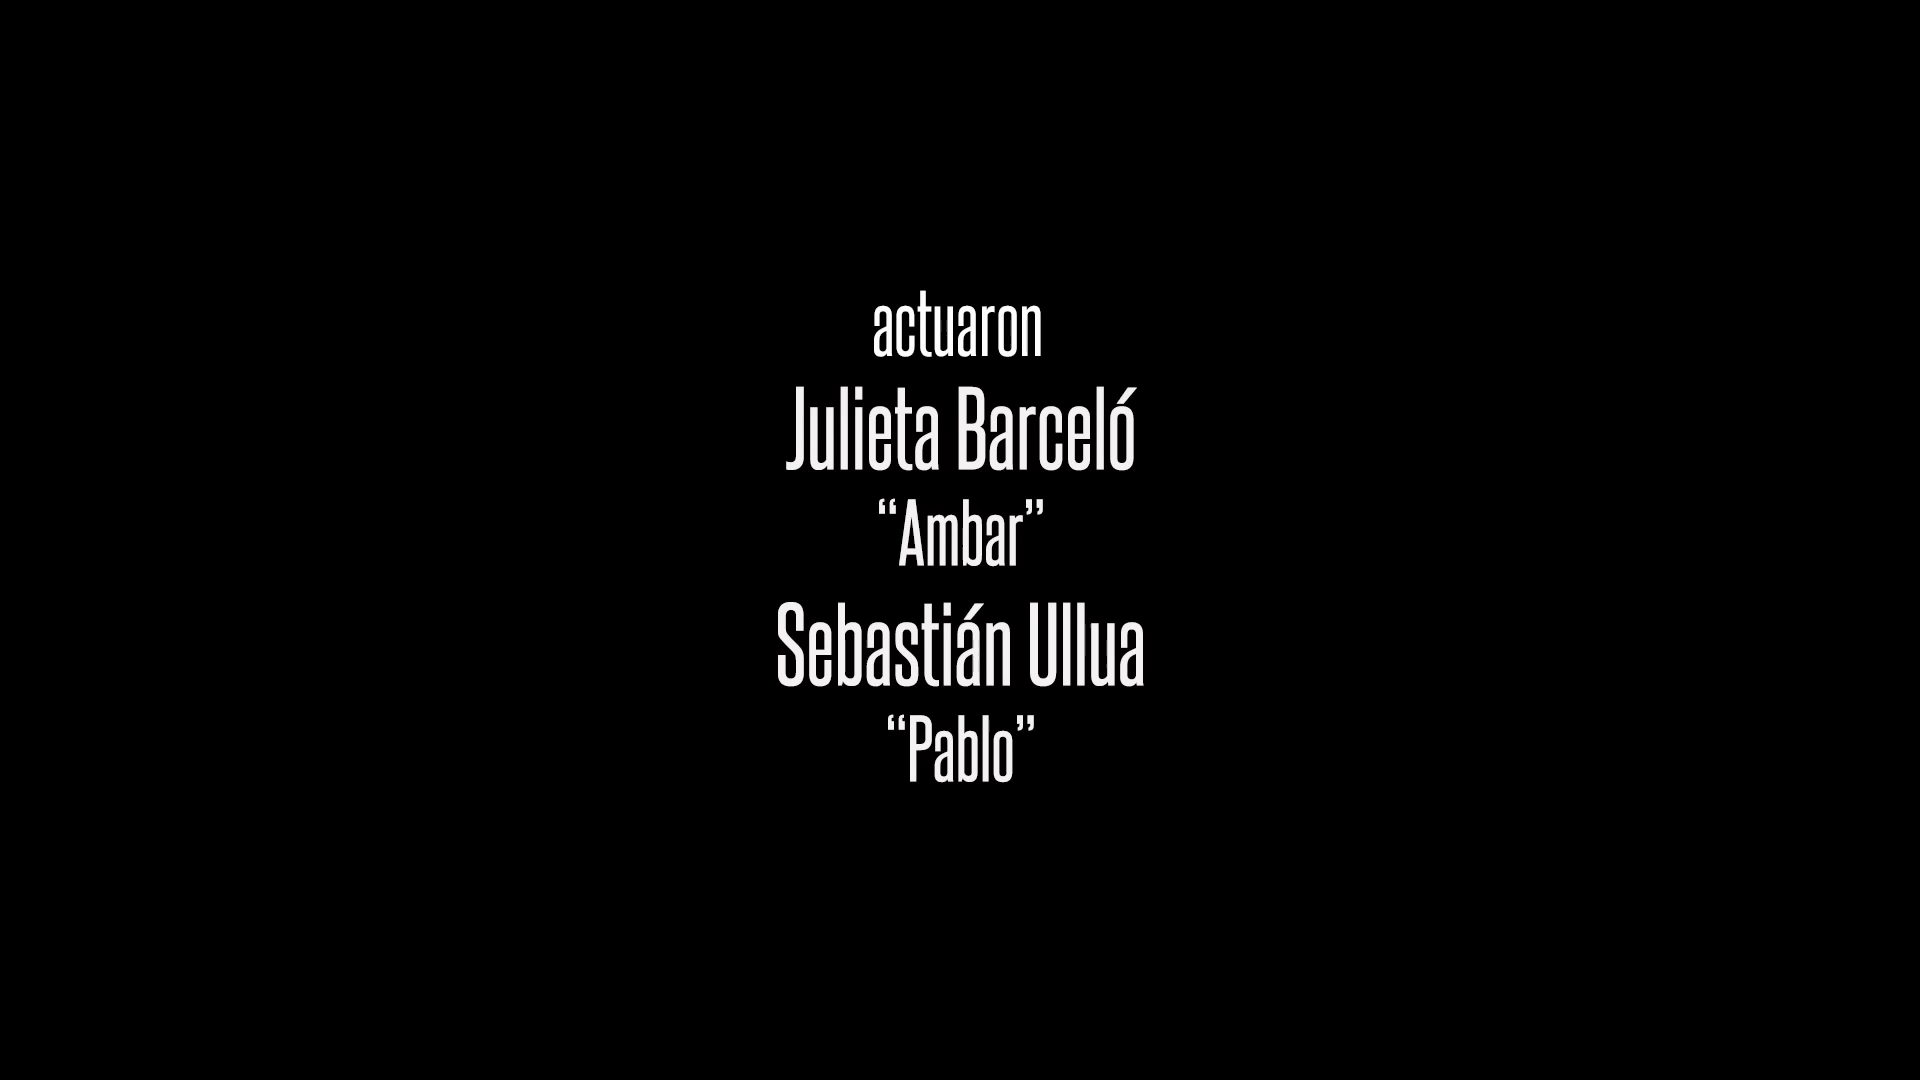 actuaron
Julieta Barceló
“Ambar”
Sebastián Ullua
“Pablo”